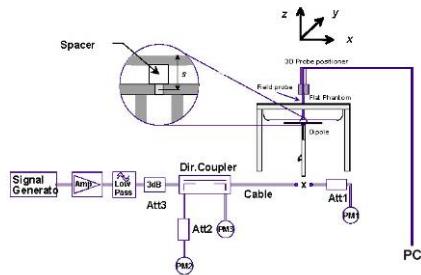 z
y
x
Spacer
s
3D Probe positioner
Field probe
Flat Phantom
Dipole
Dir.Coupler
Signal
Generato
Amp
Low
Pass
3dB
Cable
x
Att1
Att3
Att2
PM3
PM1
PM2
PC